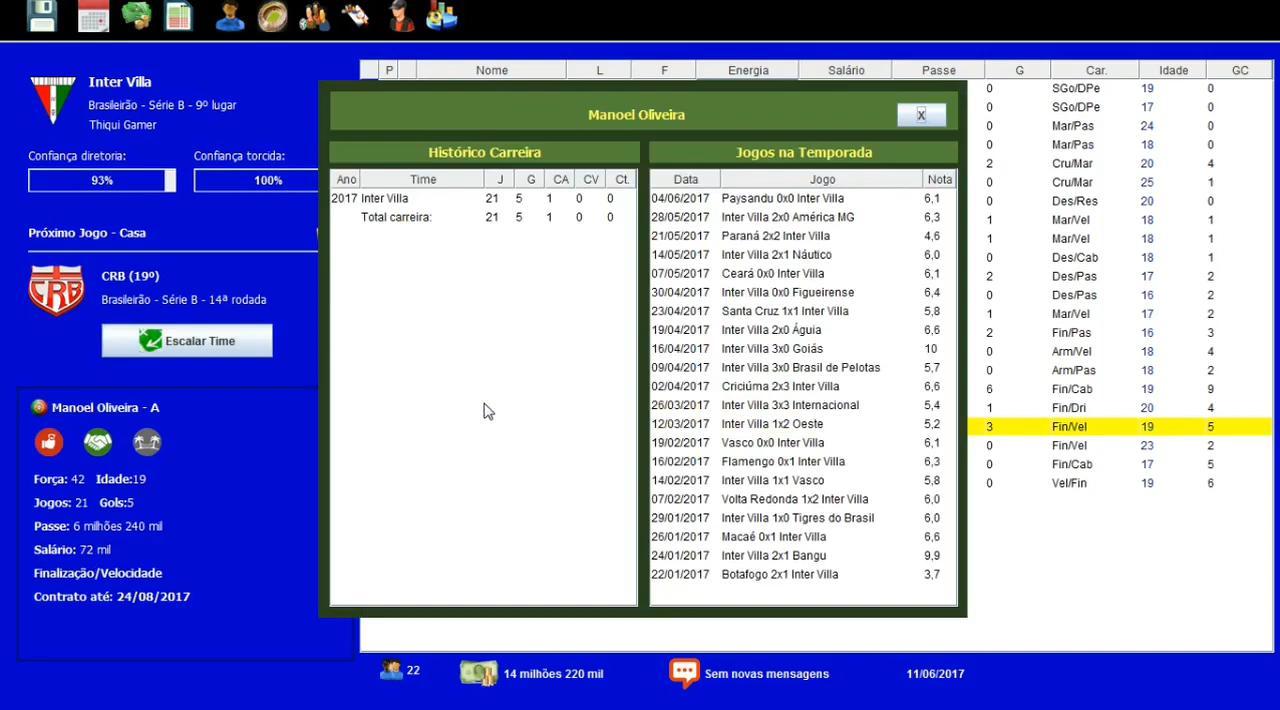 Inter Villa
Brasileirão - Série B - 9º lugar
Thiqui Gamer
Confiança diretoria:
Confiança torcida:
93%
100%
Próximo Jogo - Casa
CRB (19º)
Brasileirão - Série B - 14ª rodada
CRB
Escalar Time
Manoel Oliveira - A
Força: 42 Idade:19
Jogos: 21 Gols:5
Passe: 6 milhões 240 mil
Salário: 72 mil
Finalização/Velocidade
Contrato até: 24/08/2017
P Nome L F Energia Salário Passe G Car. Idade GC
Manoel Oliveira X
Histórico Carreira
Ano Time J G CA CV Ct.
2017 Inter Villa 21 5 1 0 0
Total carreira: 21 5 1 0 0
Jogos na Temporada
Data Jogo Nota
04/06/2017 Paysandu 0x0 Inter Villa 6,1
28/05/2017 Inter Villa 2x0 América MG 6,3
21/05/2017 Paraná 2x2 Inter Villa 4,6
14/05/2017 Inter Villa 2x1 Náutico 6,0
07/05/2017 Ceará 0x0 Inter Villa 6,1
30/04/2017 Inter Villa 0x0 Figueirense 6,4
23/04/2017 Santa Cruz 1x1 Inter Villa 5,8
19/04/2017 Inter Villa 2x0 Águia 6,6
16/04/2017 Inter Villa 3x0 Goiás 10
09/04/2017 Inter Villa 3x0 Brasil de Pelotas 5,7
02/04/2017 Criciúma 2x3 Inter Villa 6,6
26/03/2017 Inter Villa 3x3 Internacional 5,4
12/03/2017 Inter Villa 1x2 Oeste 5,2
19/02/2017 Vasco 0x0 Inter Villa 6,1
16/02/2017 Flamengo 0x1 Inter Villa 6,3
14/02/2017 Inter Villa 1x1 Vasco 5,8
07/02/2017 Volta Redonda 1x2 Inter Villa 6,0
29/01/2017 Inter Villa 1x0 Tigres do Brasil 6,0
26/01/2017 Macaé 0x1 Inter Villa 6,6
24/01/2017 Inter Villa 2x1 Bangu 9,9
22/01/2017 Botafogo 2x1 Inter Villa 3,7
0 SGo/DPe 19 0
0 SGo/DPe 17 0
0 Mar/Pas 24 0
0 Mar/Pas 18 0
2 Cru/Mar 20 4
0 Cru/Mar 25 1
0 Des/Res 20 0
1 Mar/Vel 18 1
1 Mar/Vel 18 1
0 Des/Cab 18 1
2 Des/Pas 17 2
0 Des/Pas 16 2
1 Mar/Vel 17 2
2 Fin/Pas 16 3
0 Arm/Vel 18 4
0 Arm/Pas 18 2
6 Fin/Cab 19 9
1 Fin/Dri 20 4
3 Fin/Vel 19 5
0 Fin/Vel 23 2
0 Fin/Cab 17 5
0 Vel/Fin 19 6
22 14 milhões 220 mil Sem novas mensagens 11/06/2017